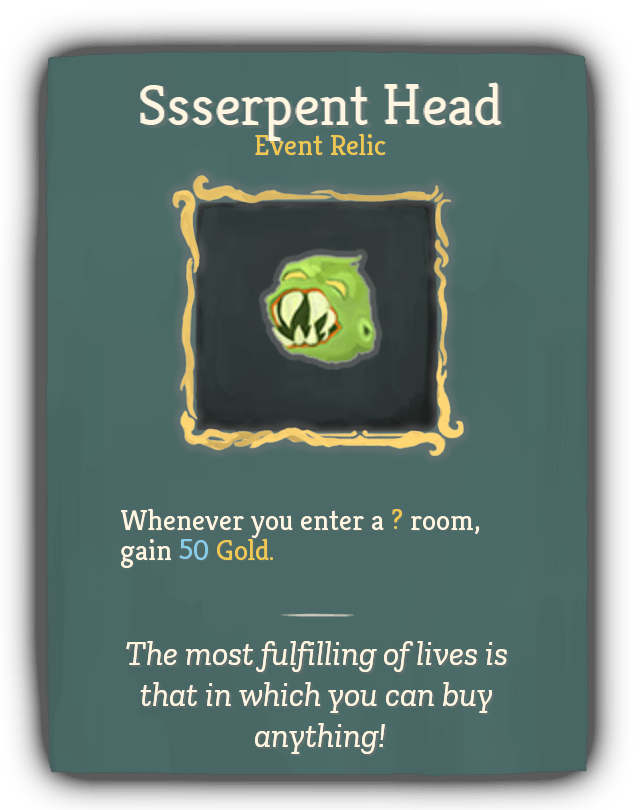 Ssserpent Head
Event Relic
Whenever you enter a ? room,
gain 50 Gold.
The most fulfilling of lives is
that in which you can buy
anything!